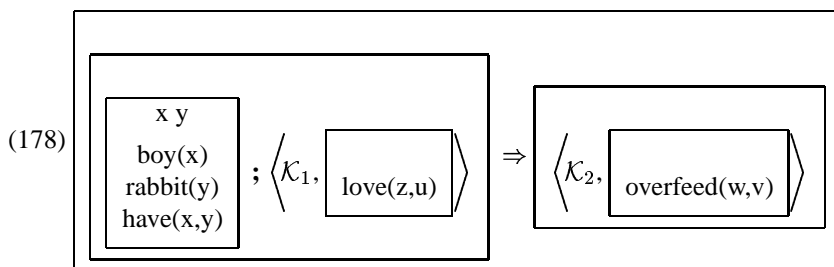 (178)
x y
boy(x)
rabbit(y)
have(x,y)
; ⟨𝒦₁, love(z,u)⟩ ⇒ ⟨𝒦₂, overfeed(w,v)⟩